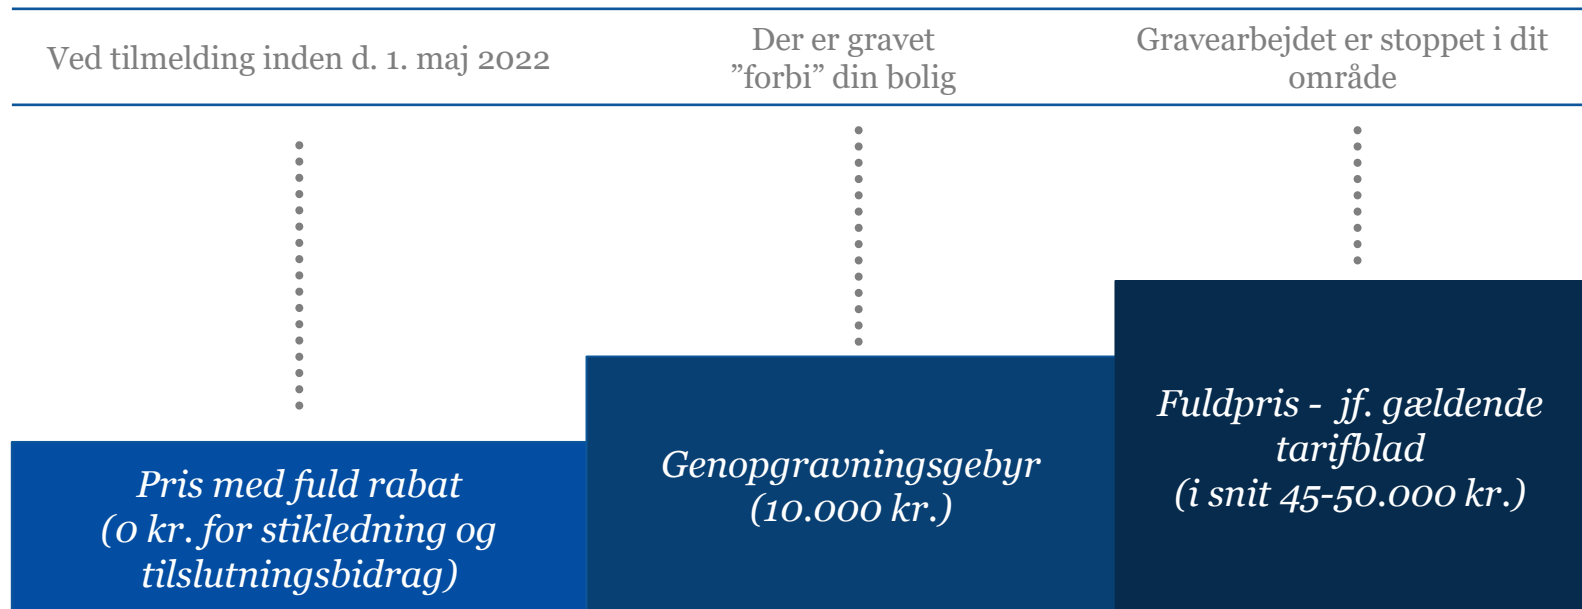 Ved tilmelding inden d. 1. maj 2022
Der er gravet
”forbi” din bolig
Gravearbejdet er stoppet i dit
område
Pris med fuld rabat
(0 kr. for stikledning og
tilslutningsbidrag)
Genopgravningsgebyr
(10.000 kr.)
Fuldpris - jf. gældende
tarifblad
(i snit 45-50.000 kr.)